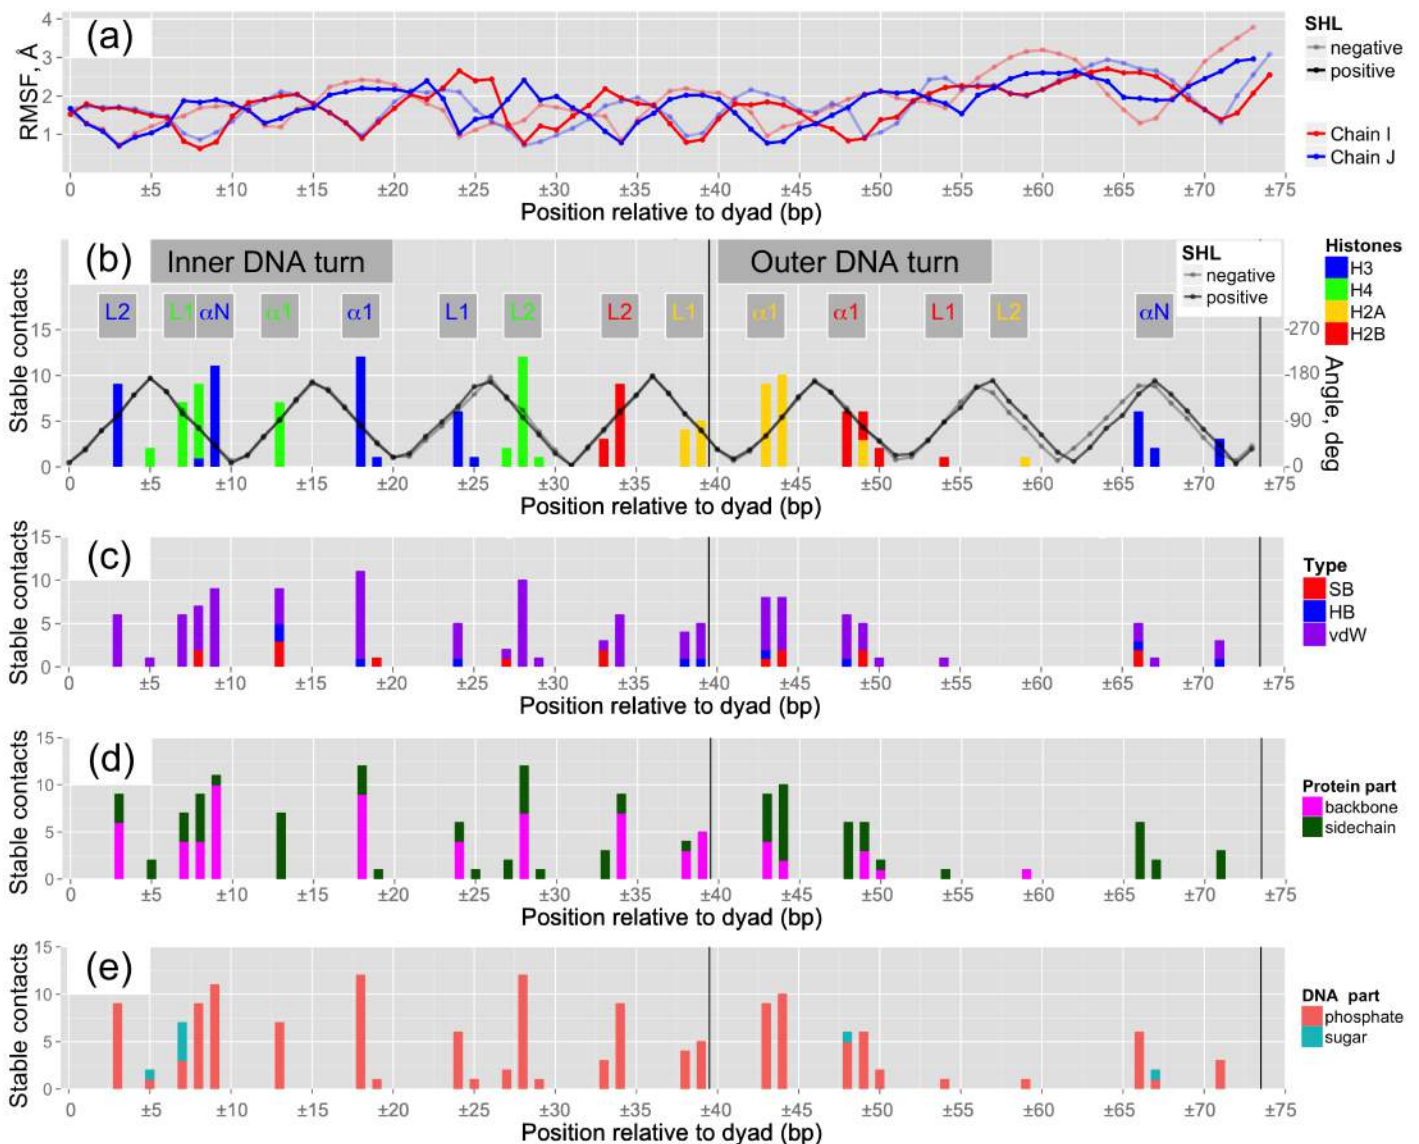 (a)
RMSF, Å
4
3
2
1
0 ±5 ±10 ±15 ±20 ±25 ±30 ±35 ±40 ±45 ±50 ±55 ±60 ±65 ±70 ±75
Position relative to dyad (bp)
SHL
negative
positive
Chain I
Chain J
(b)
Inner DNA turn
Outer DNA turn
L2 L1 αN α1 α1 L1 L2 L2 L1 α1 α1 L1 L2 αN
SHL
negative
positive
Stable contacts
15
10
5
0
-270
-180
-90
-0
Angle, deg
0 ±5 ±10 ±15 ±20 ±25 ±30 ±35 ±40 ±45 ±50 ±55 ±60 ±65 ±70 ±75
Position relative to dyad (bp)
Histones
H3
H4
H2A
H2B
(c)
Stable contacts
15
10
5
0
0 ±5 ±10 ±15 ±20 ±25 ±30 ±35 ±40 ±45 ±50 ±55 ±60 ±65 ±70 ±75
Position relative to dyad (bp)
Type
SB
HB
vdW
(d)
Stable contacts
15
10
5
0
0 ±5 ±10 ±15 ±20 ±25 ±30 ±35 ±40 ±45 ±50 ±55 ±60 ±65 ±70 ±75
Position relative to dyad (bp)
Protein part
backbone
sidechain
(e)
Stable contacts
15
10
5
0
0 ±5 ±10 ±15 ±20 ±25 ±30 ±35 ±40 ±45 ±50 ±55 ±60 ±65 ±70 ±75
Position relative to dyad (bp)
DNA part
phosphate
sugar